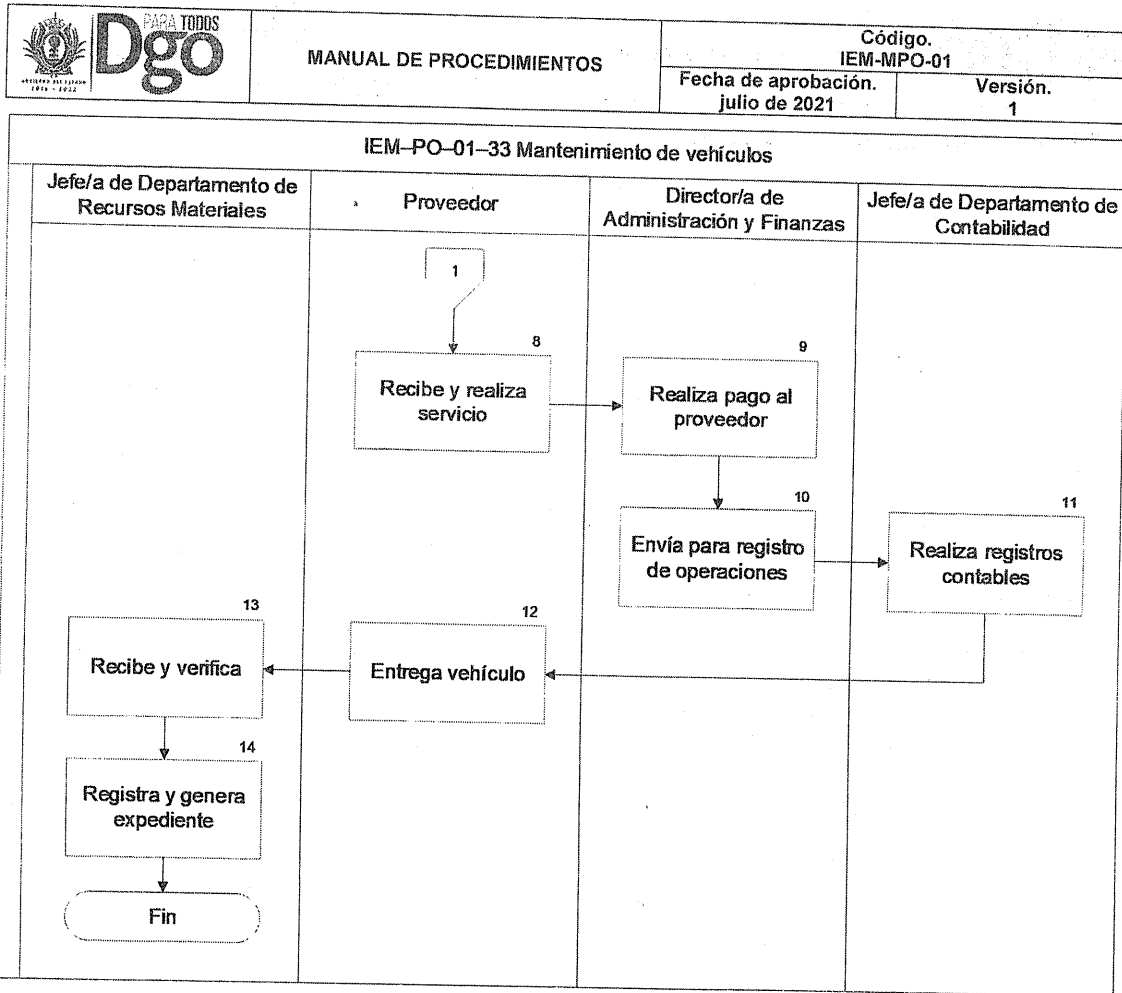 PARA TODOS
Dgo
MANUAL DE PROCEDIMIENTOS
Código.
IEM-MPO-01
Fecha de aprobación.
julio de 2021
Versión.
1
IEM–PO–01–33 Mantenimiento de vehículos
Jefe/a de Departamento de
Recursos Materiales
Proveedor
Director/a de
Administración y Finanzas
Jefe/a de Departamento de
Contabilidad
1
8
Recibe y realiza
servicio
9
Realiza pago al
proveedor
10
Envía para registro
de operaciones
11
Realiza registros
contables
12
Entrega vehículo
13
Recibe y verifica
14
Registra y genera
expediente
Fin